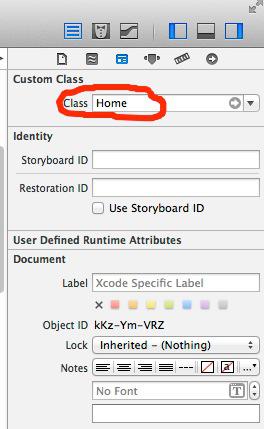 Custom Class
Class Home
Identity
Storyboard ID
Restoration ID
Use Storyboard ID
User Defined Runtime Attributes
Document
Label Xcode Specific Label
Object ID kKz-Ym-VRZ
Lock Inherited - (Nothing)
Notes
No Font